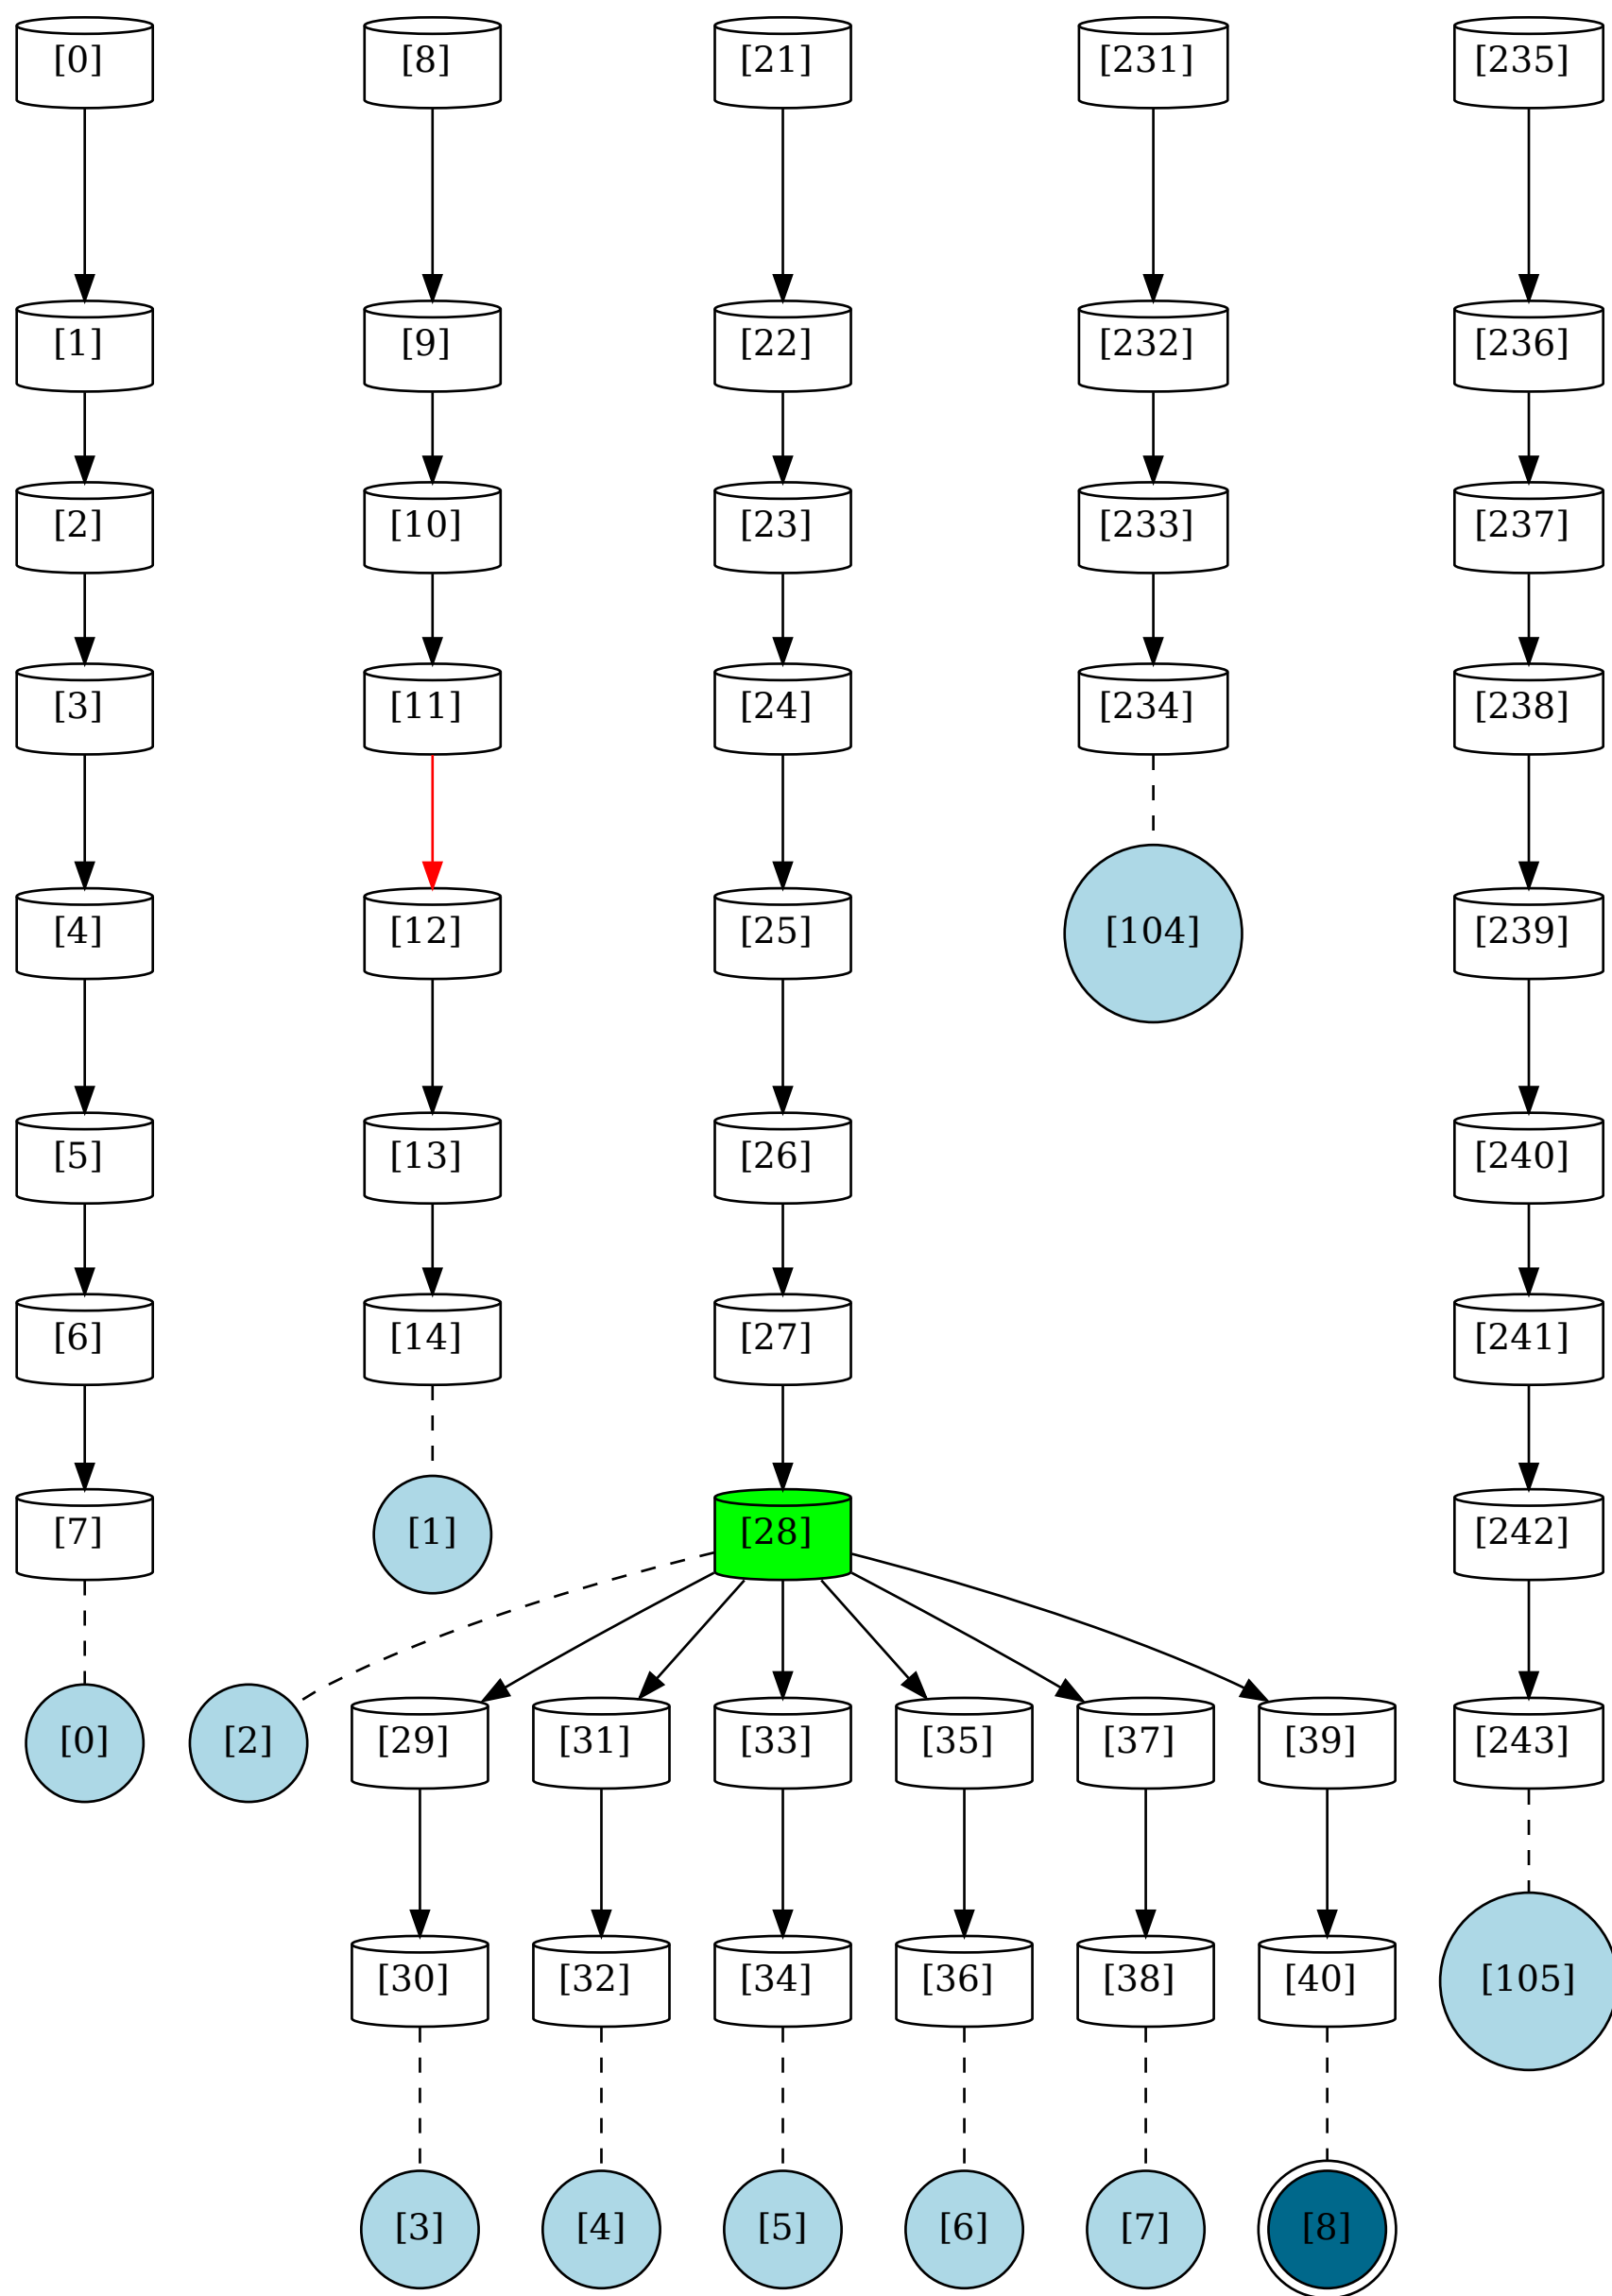 [0] [8] [21] [231] [235]
[1] [9] [22] [232] [236]
[2] [10] [23] [233] [237]
[3] [11] [24] [234] [238]
[4] [12] [25] [104] [239]
[5] [13] [26] [240]
[6] [14] [27] [241]
[7] [1] [28] [242]
[0] [2] [29] [31] [33] [35] [37] [39] [243]
[30] [32] [34] [36] [38] [40] [105]
[3] [4] [5] [6] [7] [8]